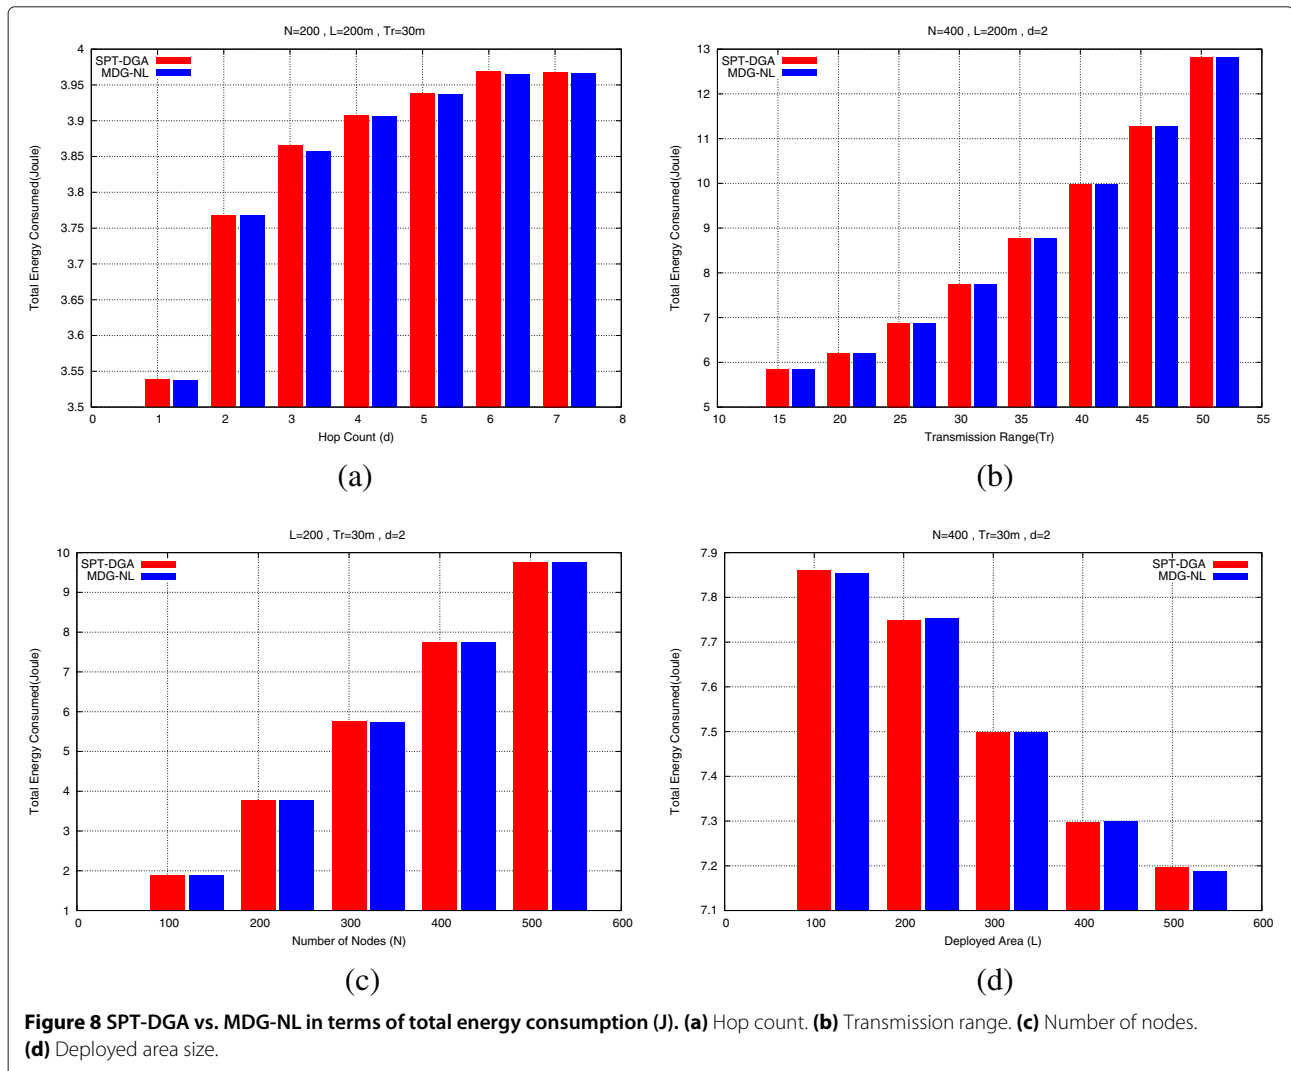 N=200 , L=200m , Tr=30m
SPT-DGA
MDG-NL
Total Energy Consumed(Joule)
4
3.95
3.9
3.85
3.8
3.75
3.7
3.65
3.6
3.55
3.5
0 1 2 3 4 5 6 7 8
Hop Count (d)
(a)
N=400 , L=200m , d=2
SPT-DGA
MDG-NL
Total Energy Consumed(Joule)
13
12
11
10
9
8
7
6
5
10 15 20 25 30 35 40 45 50 55
Transmission Range(Tr)
(b)
L=200 , Tr=30m , d=2
SPT-DGA
MDG-NL
Total Energy Consumed(Joule)
10
9
8
7
6
5
4
3
2
1
0 100 200 300 400 500 600
Number of Nodes (N)
(c)
N=400 , Tr=30m , d=2
SPT-DGA
MDG-NL
Total Energy Consumed(Joule)
7.9
7.8
7.7
7.6
7.5
7.4
7.3
7.2
7.1
0 100 200 300 400 500 600
Deployed Area (L)
(d)
Figure 8 SPT-DGA vs. MDG-NL in terms of total energy consumption (J). (a) Hop count. (b) Transmission range. (c) Number of nodes.
(d) Deployed area size.